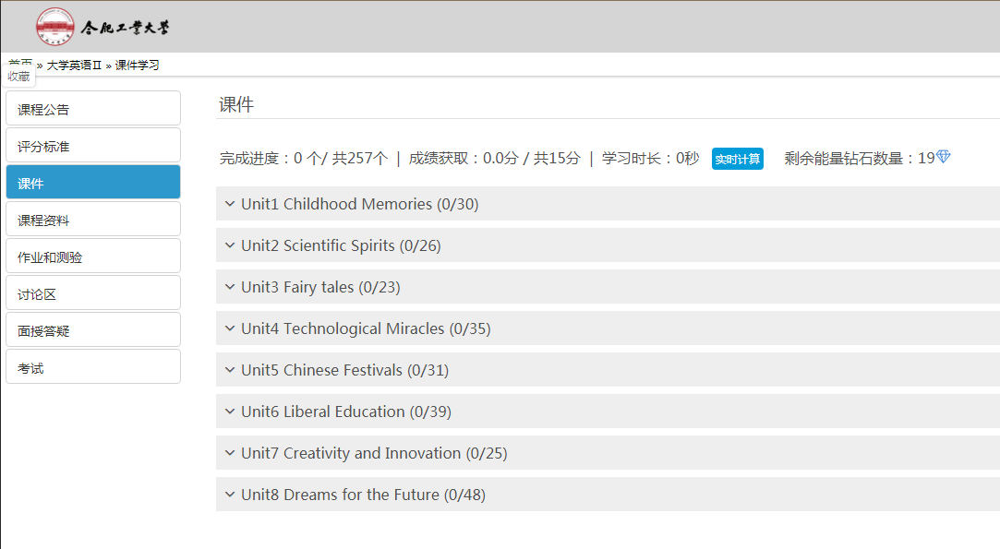 合肥工业大学
首页 » 大学英语Ⅱ » 课件学习
收藏
课程公告
评分标准
课件
课程资料
作业和测验
讨论区
面授答疑
考试
课件
完成进度：0 个/ 共257个 | 成绩获取：0.0分 / 共15分 | 学习时长：0秒 实时计算 剩余能量钻石数量：19
Unit1 Childhood Memories (0/30)
Unit2 Scientific Spirits (0/26)
Unit3 Fairy tales (0/23)
Unit4 Technological Miracles (0/35)
Unit5 Chinese Festivals (0/31)
Unit6 Liberal Education (0/39)
Unit7 Creativity and Innovation (0/25)
Unit8 Dreams for the Future (0/48)